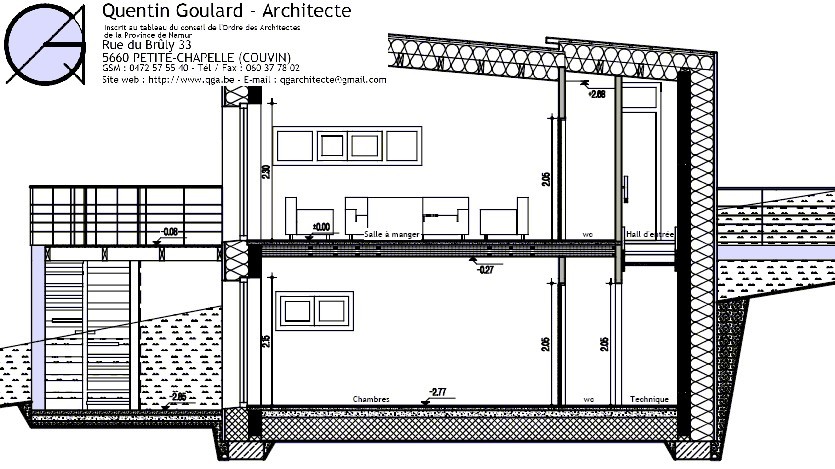 Quentin Goulard - Architecte
Inscrit au tableau du conseil de l'Ordre des Architectes
de la Province de Namur
Rue du Brûly 33
5660 PETITE-CHAPELLE (COUVIN)
GSM : 0472 57 55 40 - Tél / Fax : 060 37 78 02
Site web : http://www.qga.be - E-mail : qgarchitecte@gmail.com
+2.68
2.30
2.05
-0.08
±0.00
Salle à manger
wc
Hall d'entrée
-0.27
2.15
2.05
2.05
-2.77
-2.85
Chambres
wc
Technique